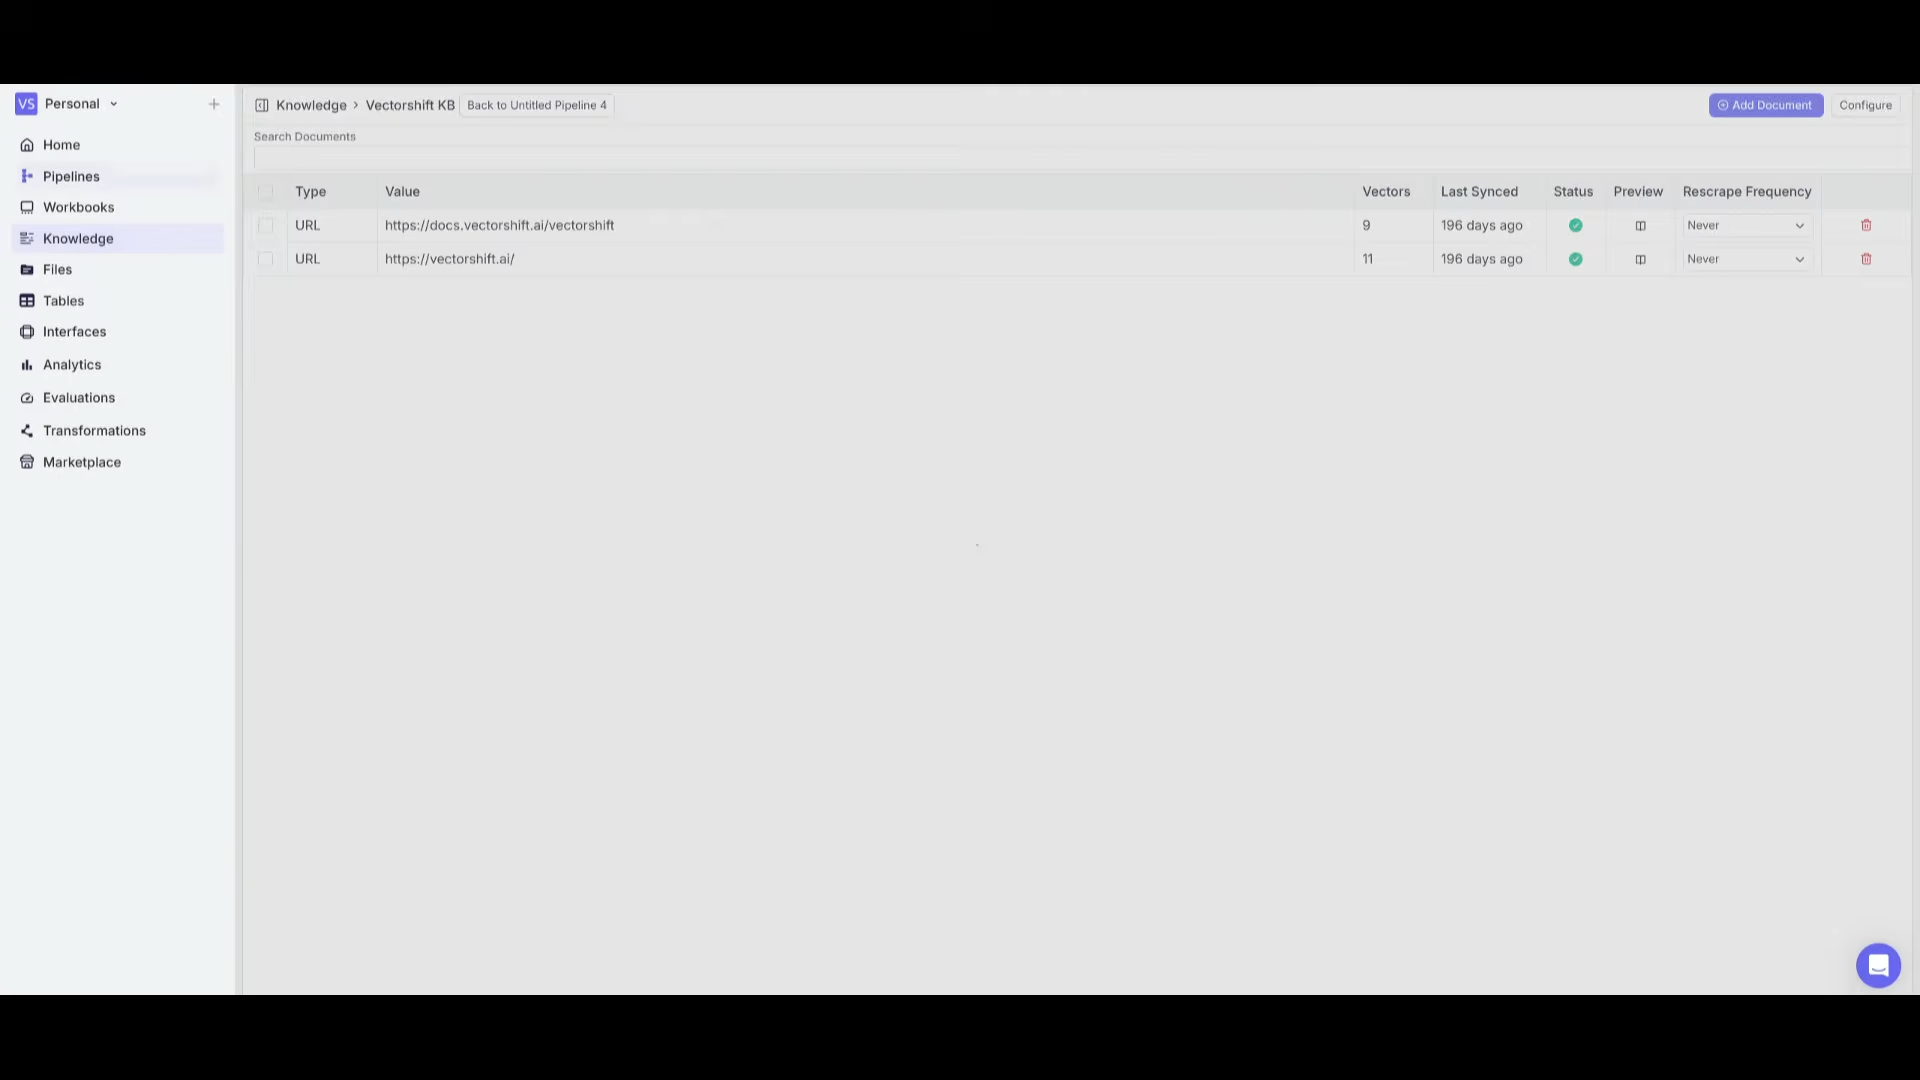 VS Personal
Home
Pipelines
Workbooks
Knowledge
Files
Tables
Interfaces
Analytics
Evaluations
Transformations
Marketplace
Knowledge > Vectorshift KB Back to Untitled Pipeline 4
Add Document Configure
Search Documents
Type Value Vectors Last Synced Status Preview Rescrape Frequency
URL https://docs.vectorshift.ai/vectorshift 9 196 days ago Never
URL https://vectorshift.ai/ 11 196 days ago Never